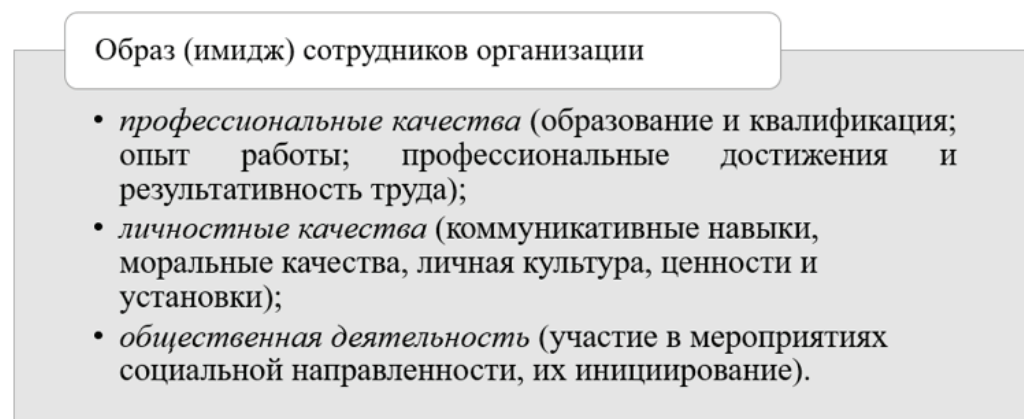 Образ (имидж) сотрудников организации
• профессиональные качества (образование и квалификация;
опыт работы; профессиональные достижения и
результативность труда);
• личностные качества (коммуникативные навыки,
моральные качества, личная культура, ценности и
установки);
• общественная деятельность (участие в мероприятиях
социальной направленности, их инициирование).